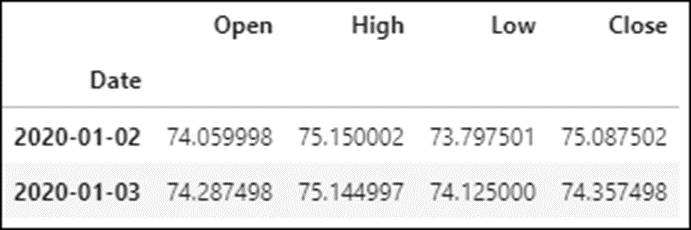 Open High Low Close
Date
2020-01-02 74.059998 75.150002 73.797501 75.087502
2020-01-03 74.287498 75.144997 74.125000 74.357498